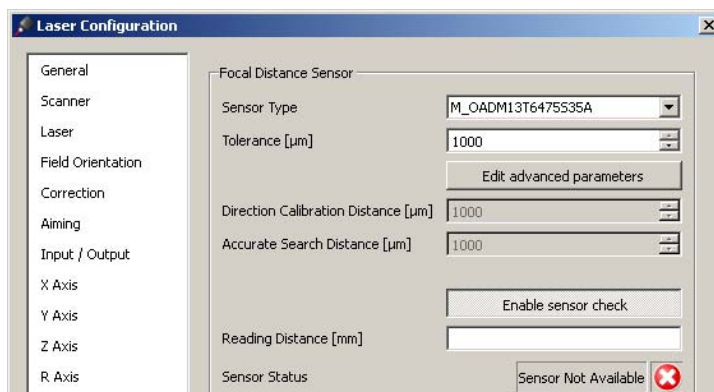 Laser Configuration
General
Scanner
Laser
Field Orientation
Correction
Aiming
Input / Output
X Axis
Y Axis
Z Axis
R Axis
Focal Distance Sensor
Sensor Type M_OADM13T6475S35A
Tolerance [µm] 1000
Edit advanced parameters
Direction Calibration Distance [µm] 1000
Accurate Search Distance [µm] 1000
Enable sensor check
Reading Distance [mm]
Sensor Status Sensor Not Available